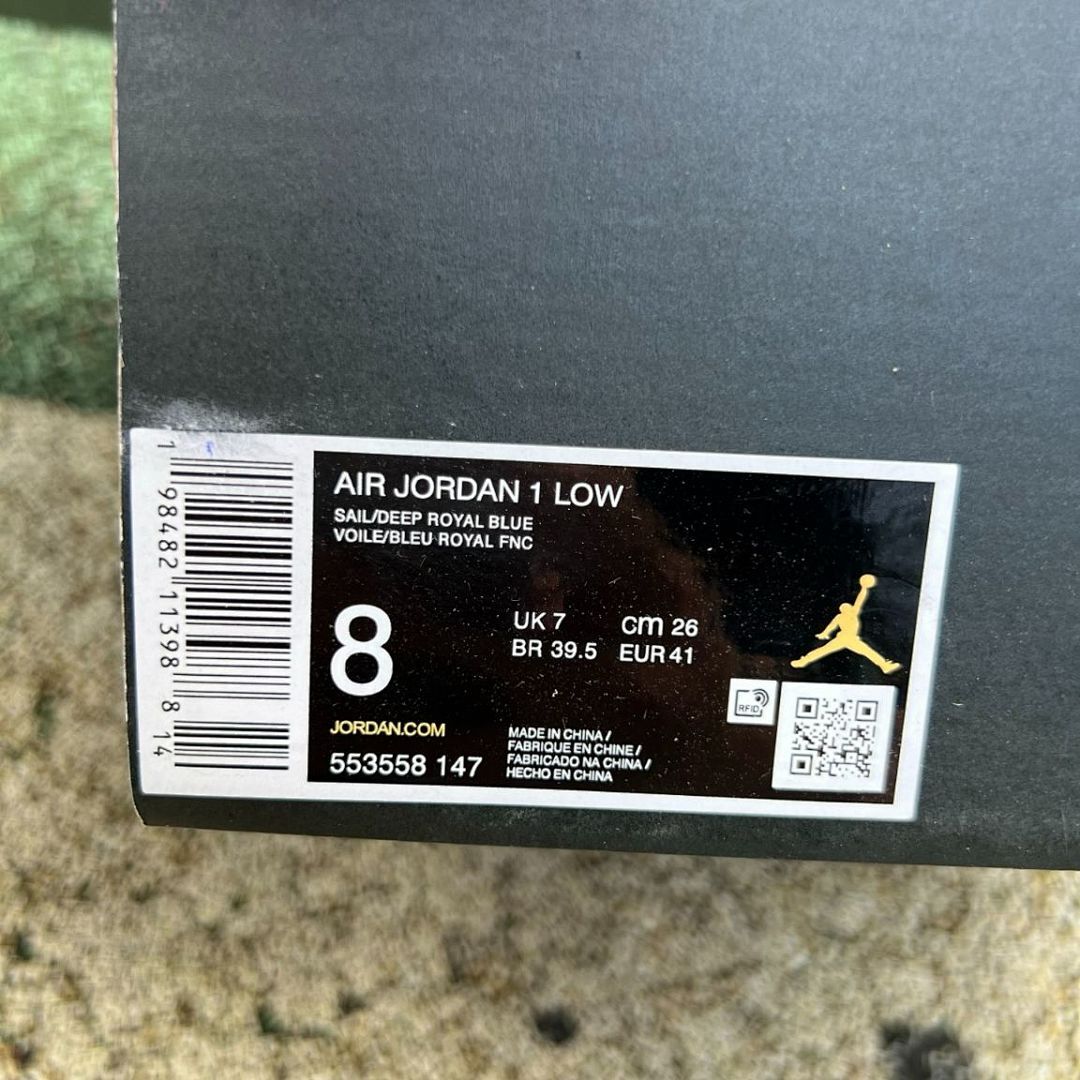 1 98482 11398 8 14
AIR JORDAN 1 LOW
SAIL/DEEP ROYAL BLUE
VOILE/BLEU ROYAL FNC
8
UK 7 cm 26
BR 39.5 EUR 41
RFID
JORDAN.COM
553558 147
MADE IN CHINA /
FABRIQUE EN CHINE /
FABRICADO NA CHINA /
HECHO EN CHINA